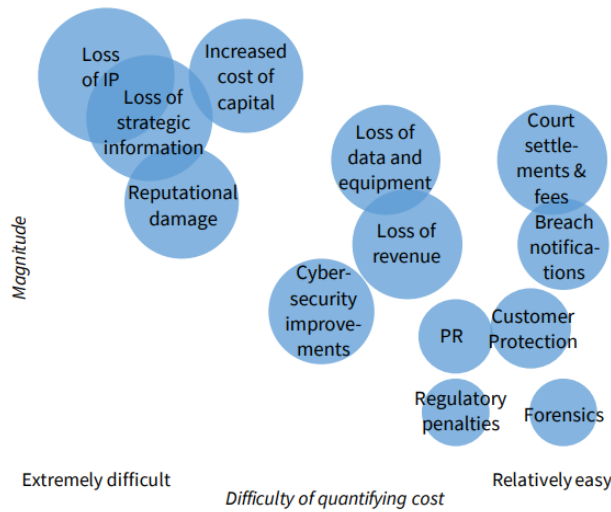 Loss
of IP
Increased
cost of
capital
Loss of
strategic
information
Reputational
damage
Loss of
data and
equipment
Court
settle-
ments &
fees
Breach
notifica-
tions
Loss of
revenue
Cyber-
security
improve-
ments
PR
Customer
Protection
Regulatory
penalties
Forensics
Magnitude
Extremely difficult
Relatively easy
Difficulty of quantifying cost